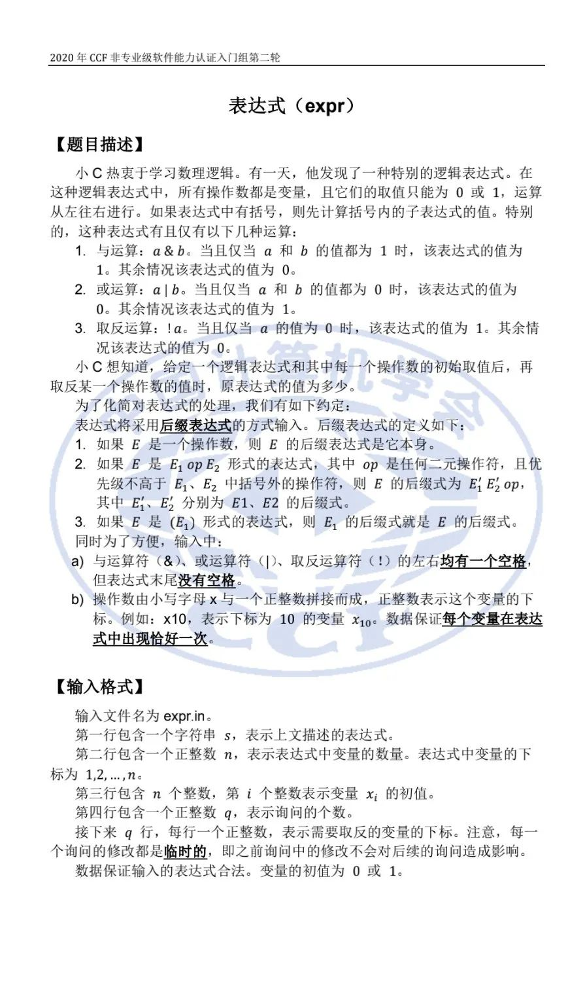 2020 年 CCF 非专业级软件能力认证入门组第二轮
表达式（expr）
【题目描述】
小 C 热衷于学习数理逻辑。有一天，他发现了一种特别的逻辑表达式。在
这种逻辑表达式中，所有操作数都是变量，且它们的取值只能为 0 或 1，运算
从左往右进行。如果表达式中有括号，则先计算括号内的子表达式的值。特别
的，这种表达式有且仅有以下几种运算：
1. 与运算：a & b。当且仅当 a 和 b 的值都为 1 时，该表达式的值为
1。其余情况该表达式的值为 0。
2. 或运算：a | b。当且仅当 a 和 b 的值都为 0 时，该表达式的值为
0。其余情况该表达式的值为 1。
3. 取反运算：!a。当且仅当 a 的值为 0 时，该表达式的值为 1。其余情
况该表达式的值为 0。
小 C 想知道，给定一个逻辑表达式和其中每一个操作数的初始取值后，再
取反某一个操作数的值时，原表达式的值为多少。
为了化简对表达式的处理，我们有如下约定：
表达式将采用后缀表达式的方式输入。后缀表达式的定义如下：
1. 如果 E 是一个操作数，则 E 的后缀表达式是它本身。
2. 如果 E 是 E₁ op E₂ 形式的表达式，其中 op 是任何二元操作符，且优
先级不高于 E₁、E₂ 中括号外的操作符，则 E 的后缀式为 E₁′ E₂′ op，
其中 E₁′、E₂′ 分别为 E1、E2 的后缀式。
3. 如果 E 是 (E₁) 形式的表达式，则 E₁ 的后缀式就是 E 的后缀式。
同时为了方便，输入中：
a) 与运算符（&）、或运算符（|）、取反运算符（!）的左右均有一个空格，
但表达式末尾没有空格。
b) 操作数由小写字母 x 与一个正整数拼接而成，正整数表示这个变量的下
标。例如：x10，表示下标为 10 的变量 x₁₀。数据保证每个变量在表达
式中出现恰好一次。
【输入格式】
输入文件名为 expr.in。
第一行包含一个字符串 s，表示上文描述的表达式。
第二行包含一个正整数 n，表示表达式中变量的数量。表达式中变量的下
标为 1,2, … , n。
第三行包含 n 个整数，第 i 个整数表示变量 xᵢ 的初值。
第四行包含一个正整数 q，表示询问的个数。
接下来 q 行，每行一个正整数，表示需要取反的变量的下标。注意，每一
个询问的修改都是临时的，即之前询问中的修改不会对后续的询问造成影响。
数据保证输入的表达式合法。变量的初值为 0 或 1。
中国计算机学会
CCF